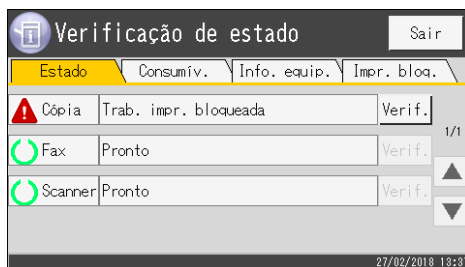 Verificação de estado
Sair
Estado Consumív. Info. equip. Impr. bloq.
Cópia Trab. impr. bloqueada Verif.
1/1
Fax Pronto Verif.
Scanner Pronto Verif.
27/02/2018